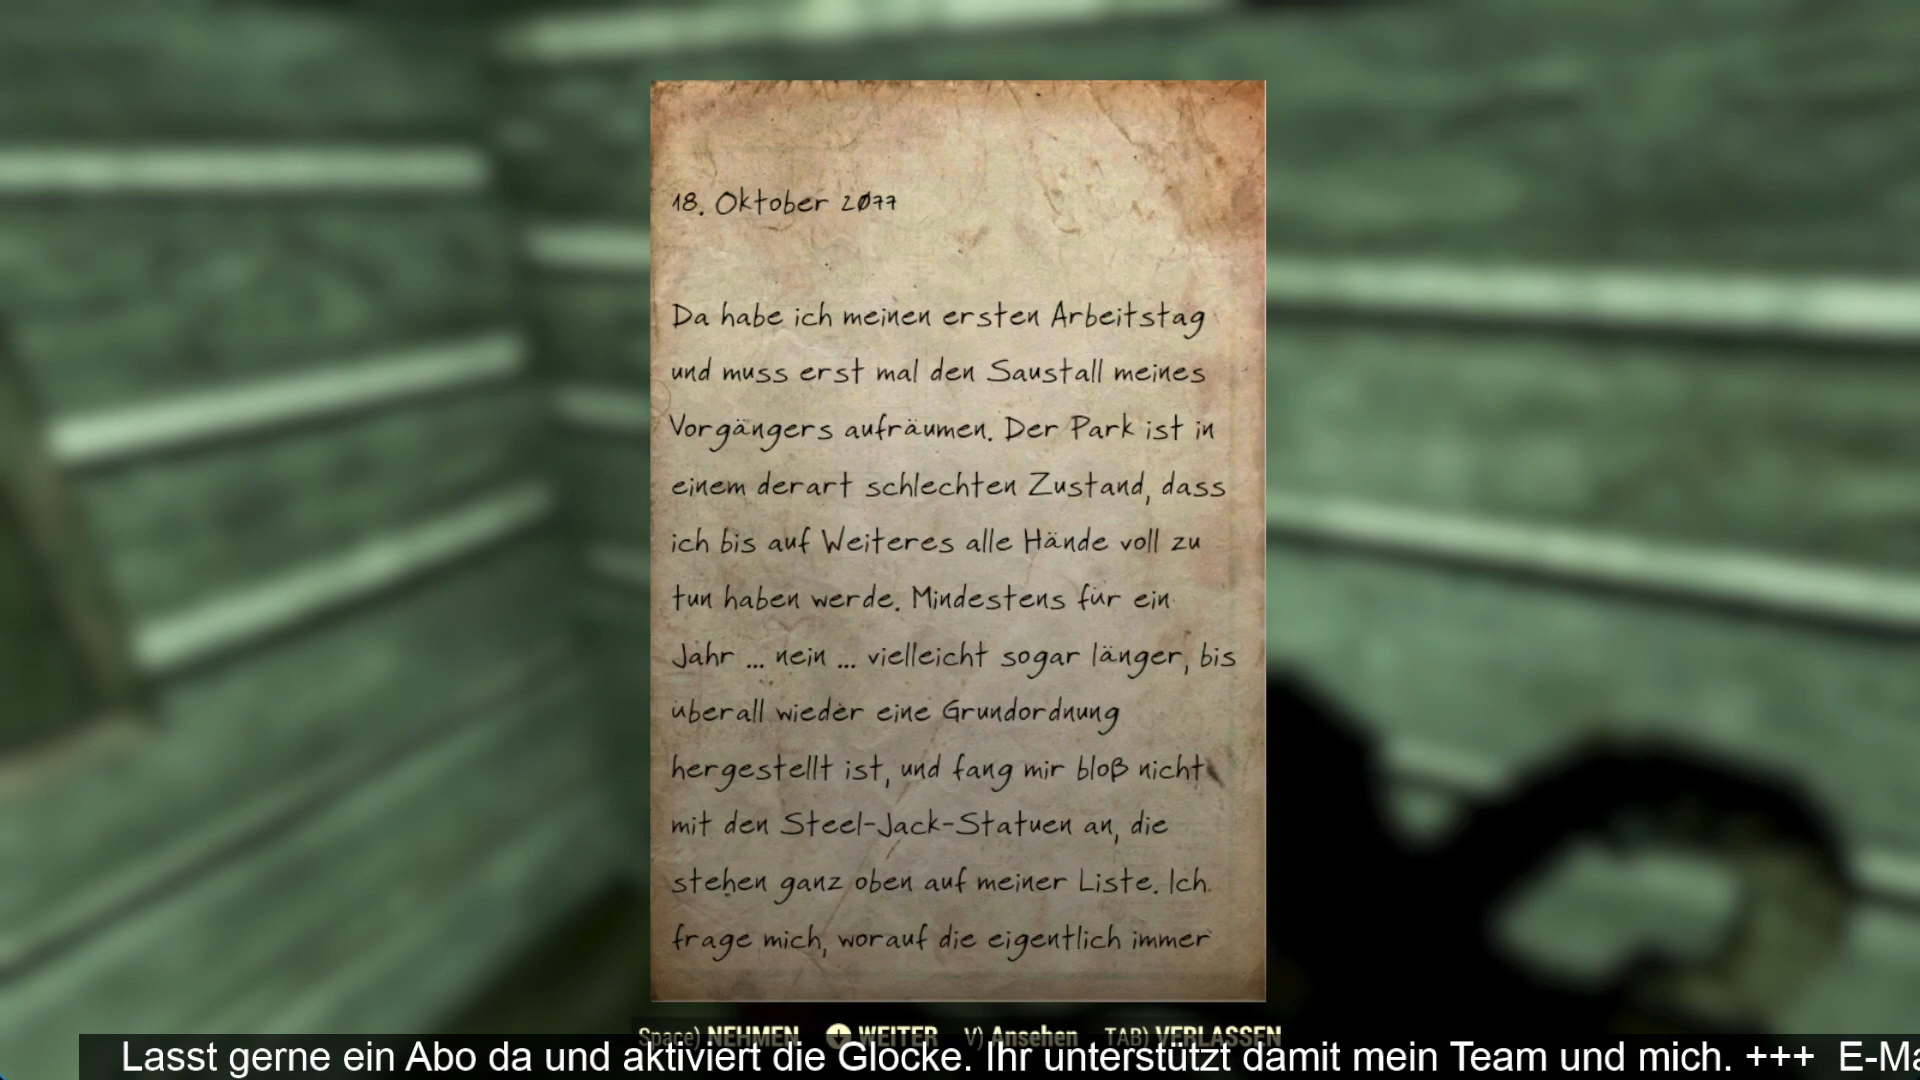 18. Oktober 2077
Da habe ich meinen ersten Arbeitstag
und muss erst mal den Saustall meines
Vorgängers aufräumen. Der Park ist in
einem derart schlechten Zustand, dass
ich bis auf Weiteres alle Hände voll zu
tun haben werde. Mindestens für ein
Jahr ... nein ... vielleicht sogar länger, bis
überall wieder eine Grundordnung
hergestellt ist, und fang mir bloß nicht
mit den Steel-Jack-Statuen an, die
stehen ganz oben auf meiner Liste. Ich
frage mich, worauf die eigentlich immer
Space) NEHMEN WEITER V) Ansehen TAB) VERLASSEN
Lasst gerne ein Abo da und aktiviert die Glocke. Ihr unterstützt damit mein Team und mich. +++ E-Ma